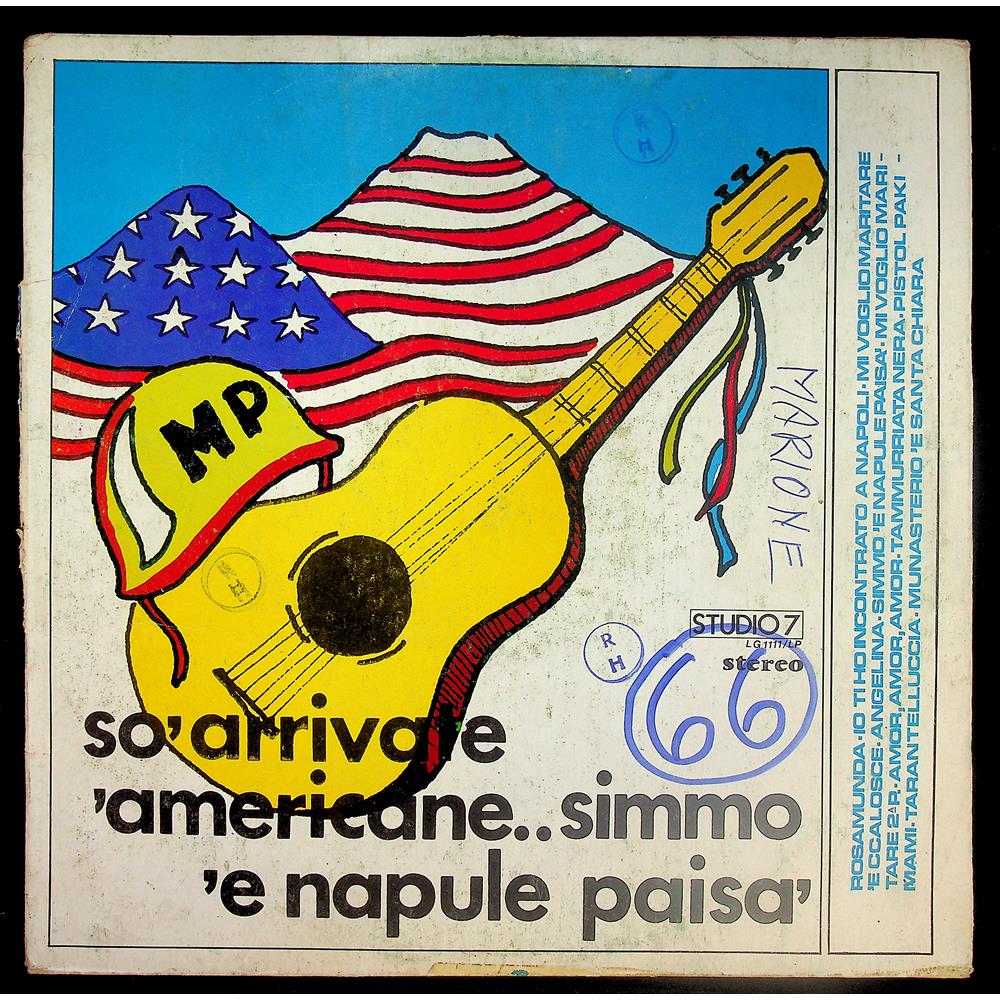 R
H
MP
MARIONE
R
H
STUDIO 7
LG1111/LP
stereo
R
H
66
so' arrivate
'americane.. simmo
'e napule paisa'
ROSAMUNDA · IO TI HO INCONTRATO A NAPOLI · MI VOGLIO MARITARE
'E CCALOSCE · ANGELINA · SIMMO 'E NAPULE PAISA' · MI VOGLIO MARI -
TARE 2ª R. · AMOR, AMOR, AMOR · TAMMURRIATA NERA · PISTOL PAKI -
MAMI · TARANTELLUCCIA · MUNASTERIO 'E SANTA CHIARA